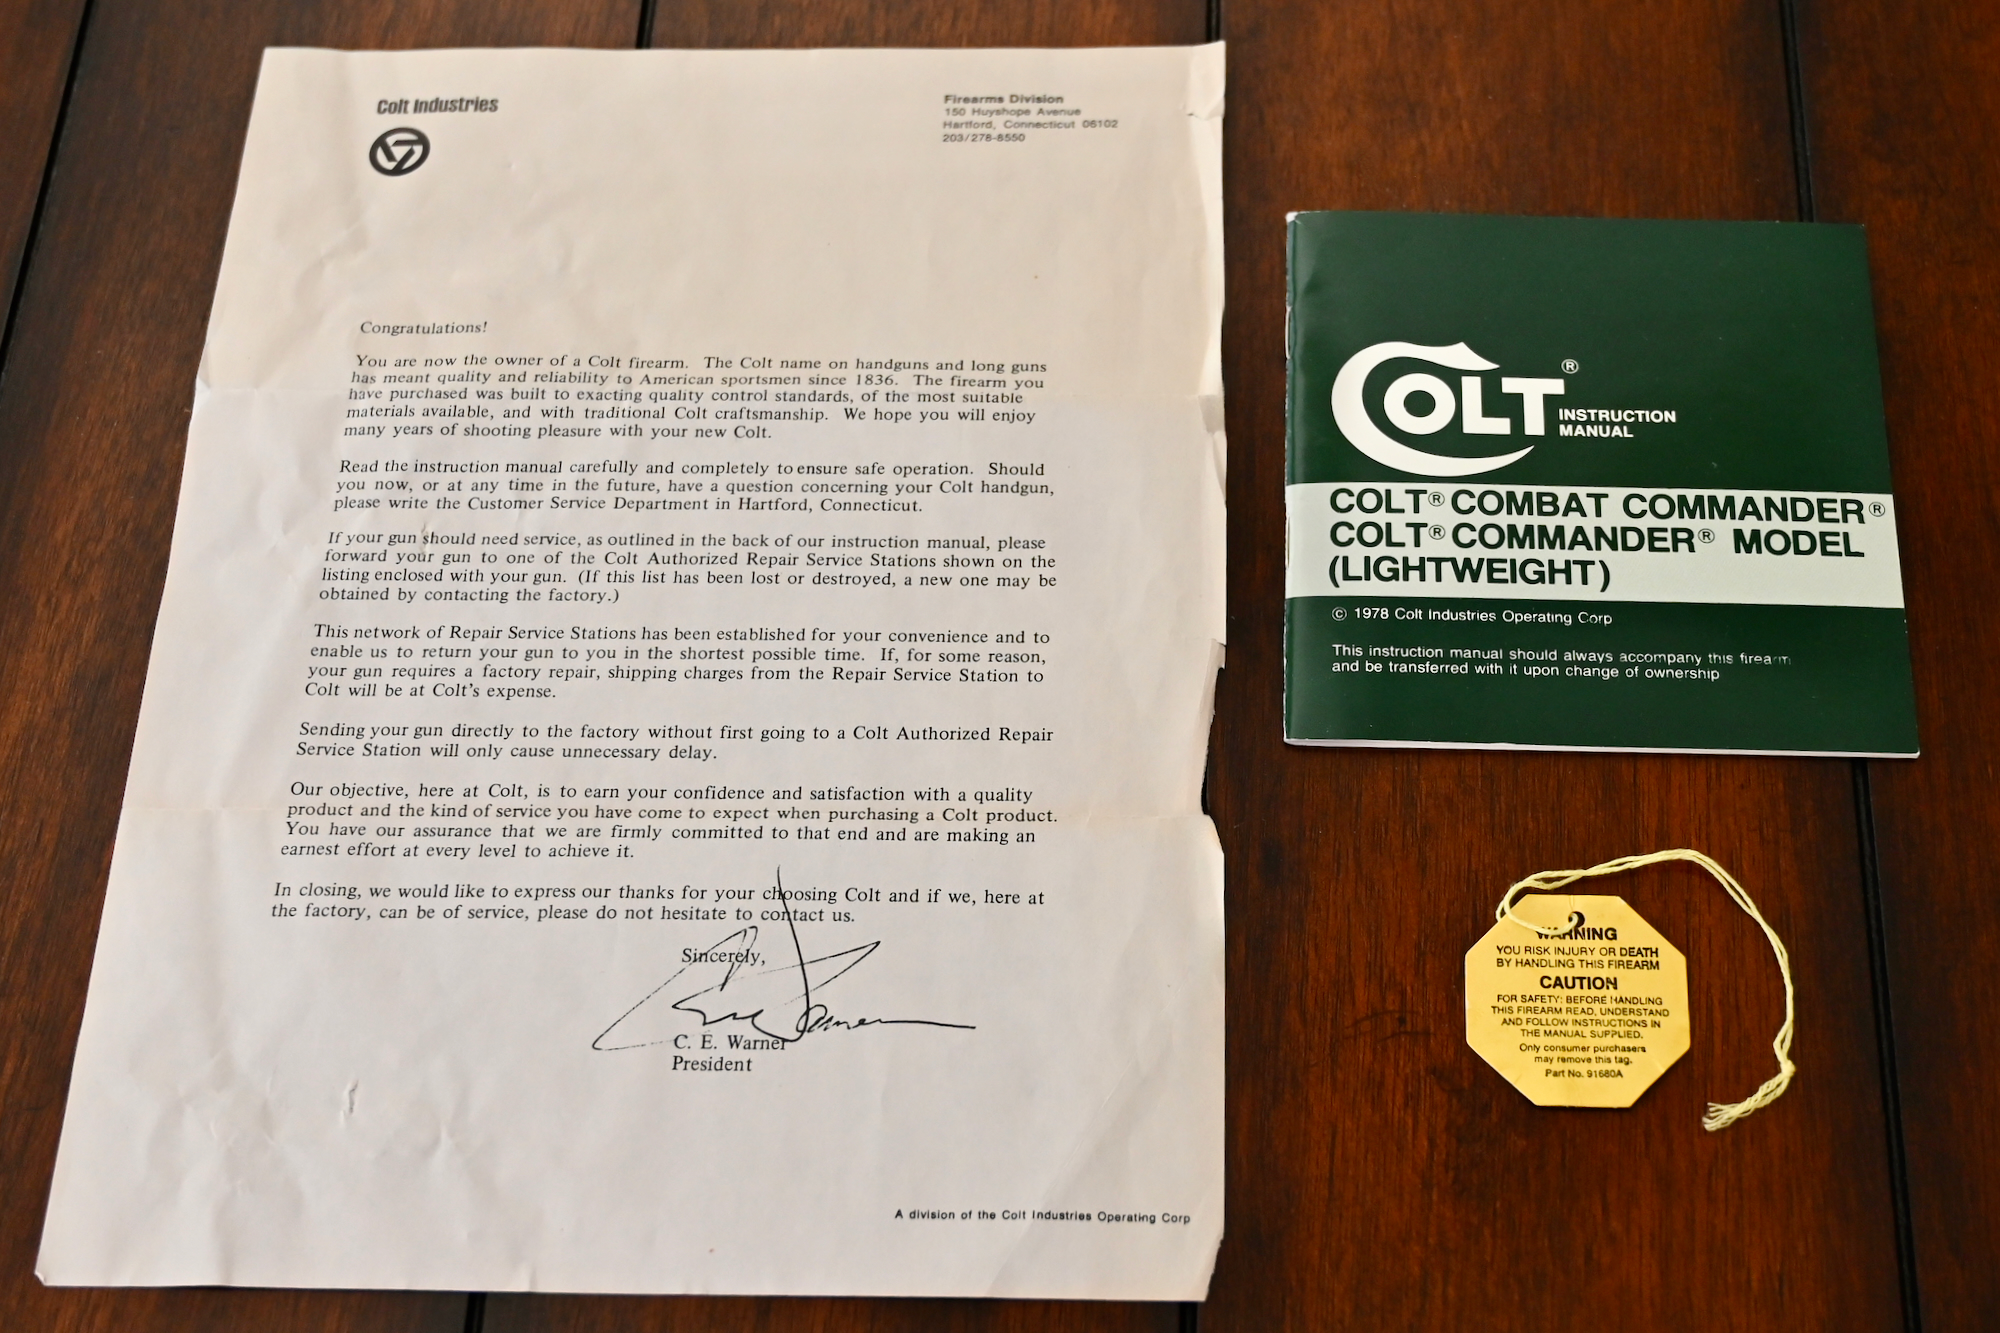 Colt Industries
Firearms Division
150 Huyshope Avenue
Hartford, Connecticut 06102
203/278-8550
Congratulations!
You are now the owner of a Colt firearm. The Colt name on handguns and long guns
has meant quality and reliability to American sportsmen since 1836. The firearm you
have purchased was built to exacting quality control standards, of the most suitable
materials available, and with traditional Colt craftsmanship. We hope you will enjoy
many years of shooting pleasure with your new Colt.
Read the instruction manual carefully and completely to ensure safe operation. Should
you now, or at any time in the future, have a question concerning your Colt handgun,
please write the Customer Service Department in Hartford, Connecticut.
If your gun should need service, as outlined in the back of our instruction manual, please
forward your gun to one of the Colt Authorized Repair Service Stations shown on the
listing enclosed with your gun. (If this list has been lost or destroyed, a new one may be
obtained by contacting the factory.)
This network of Repair Service Stations has been established for your convenience and to
enable us to return your gun to you in the shortest possible time. If, for some reason,
your gun requires a factory repair, shipping charges from the Repair Service Station to
Colt will be at Colt's expense.
Sending your gun directly to the factory without first going to a Colt Authorized Repair
Service Station will only cause unnecessary delay.
Our objective, here at Colt, is to earn your confidence and satisfaction with a quality
product and the kind of service you have come to expect when purchasing a Colt product.
You have our assurance that we are firmly committed to that end and are making an
earnest effort at every level to achieve it.
In closing, we would like to express our thanks for your choosing Colt and if we, here at
the factory, can be of service, please do not hesitate to contact us.
Sincerely,
C. E. Warner
President
A division of the Colt Industries Operating Corp
COLT®
INSTRUCTION
MANUAL
COLT® COMBAT COMMANDER®
COLT® COMMANDER® MODEL
(LIGHTWEIGHT)
© 1978 Colt Industries Operating Corp
This instruction manual should always accompany this firearm
and be transferred with it upon change of ownership
WARNING
YOU RISK INJURY OR DEATH
BY HANDLING THIS FIREARM
CAUTION
FOR SAFETY: BEFORE HANDLING
THIS FIREARM READ, UNDERSTAND
AND FOLLOW INSTRUCTIONS IN
THE MANUAL SUPPLIED.
Only consumer purchasers
may remove this tag.
Part No. 91680A